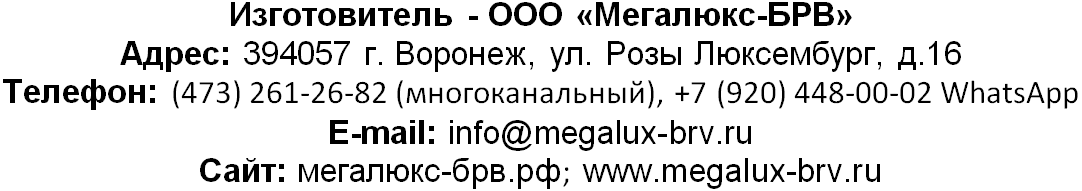 Изготовитель - ООО «Мегалюкс-БРВ»
Адрес: 394057 г. Воронеж, ул. Розы Люксембург, д.16
Телефон: (473) 261-26-82 (многоканальный), +7 (920) 448-00-02 WhatsApp
E-mail: info@megalux-brv.ru
Сайт: мегалюкс-брв.рф; www.megalux-brv.ru